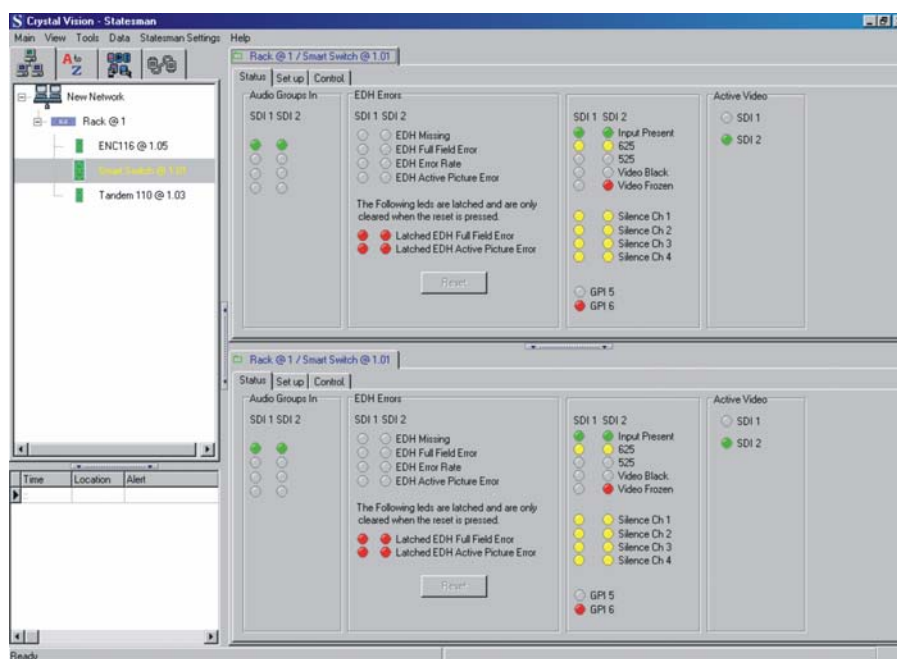 Crystal Vision - Statesman
Main View Tools Data Statesman Settings Help
New Network
Rack @ 1
ENC116 @ 1.05
Smart Switch @ 1.01
Tandem 110 @ 1.03
Time Location Alert
Ready
Rack @ 1 / Smart Switch @ 1.01
Status Set up Control
Audio Groups In
SDI 1 SDI 2
EDH Errors
SDI 1 SDI 2
EDH Missing
EDH Full Field Error
EDH Error Rate
EDH Active Picture Error
The Following leds are latched and are only
cleared when the reset is pressed.
Latched EDH Full Field Error
Latched EDH Active Picture Error
Reset
SDI 1 SDI 2
Input Present
625
525
Video Black
Video Frozen
Silence Ch 1
Silence Ch 2
Silence Ch 3
Silence Ch 4
GPI 5
GPI 6
Active Video
SDI 1
SDI 2
Rack @ 1 / Smart Switch @ 1.01
Status Set up Control
Audio Groups In
SDI 1 SDI 2
EDH Errors
SDI 1 SDI 2
EDH Missing
EDH Full Field Error
EDH Error Rate
EDH Active Picture Error
The Following leds are latched and are only
cleared when the reset is pressed.
Latched EDH Full Field Error
Latched EDH Active Picture Error
Reset
SDI 1 SDI 2
Input Present
625
525
Video Black
Video Frozen
Silence Ch 1
Silence Ch 2
Silence Ch 3
Silence Ch 4
GPI 5
GPI 6
Active Video
SDI 1
SDI 2